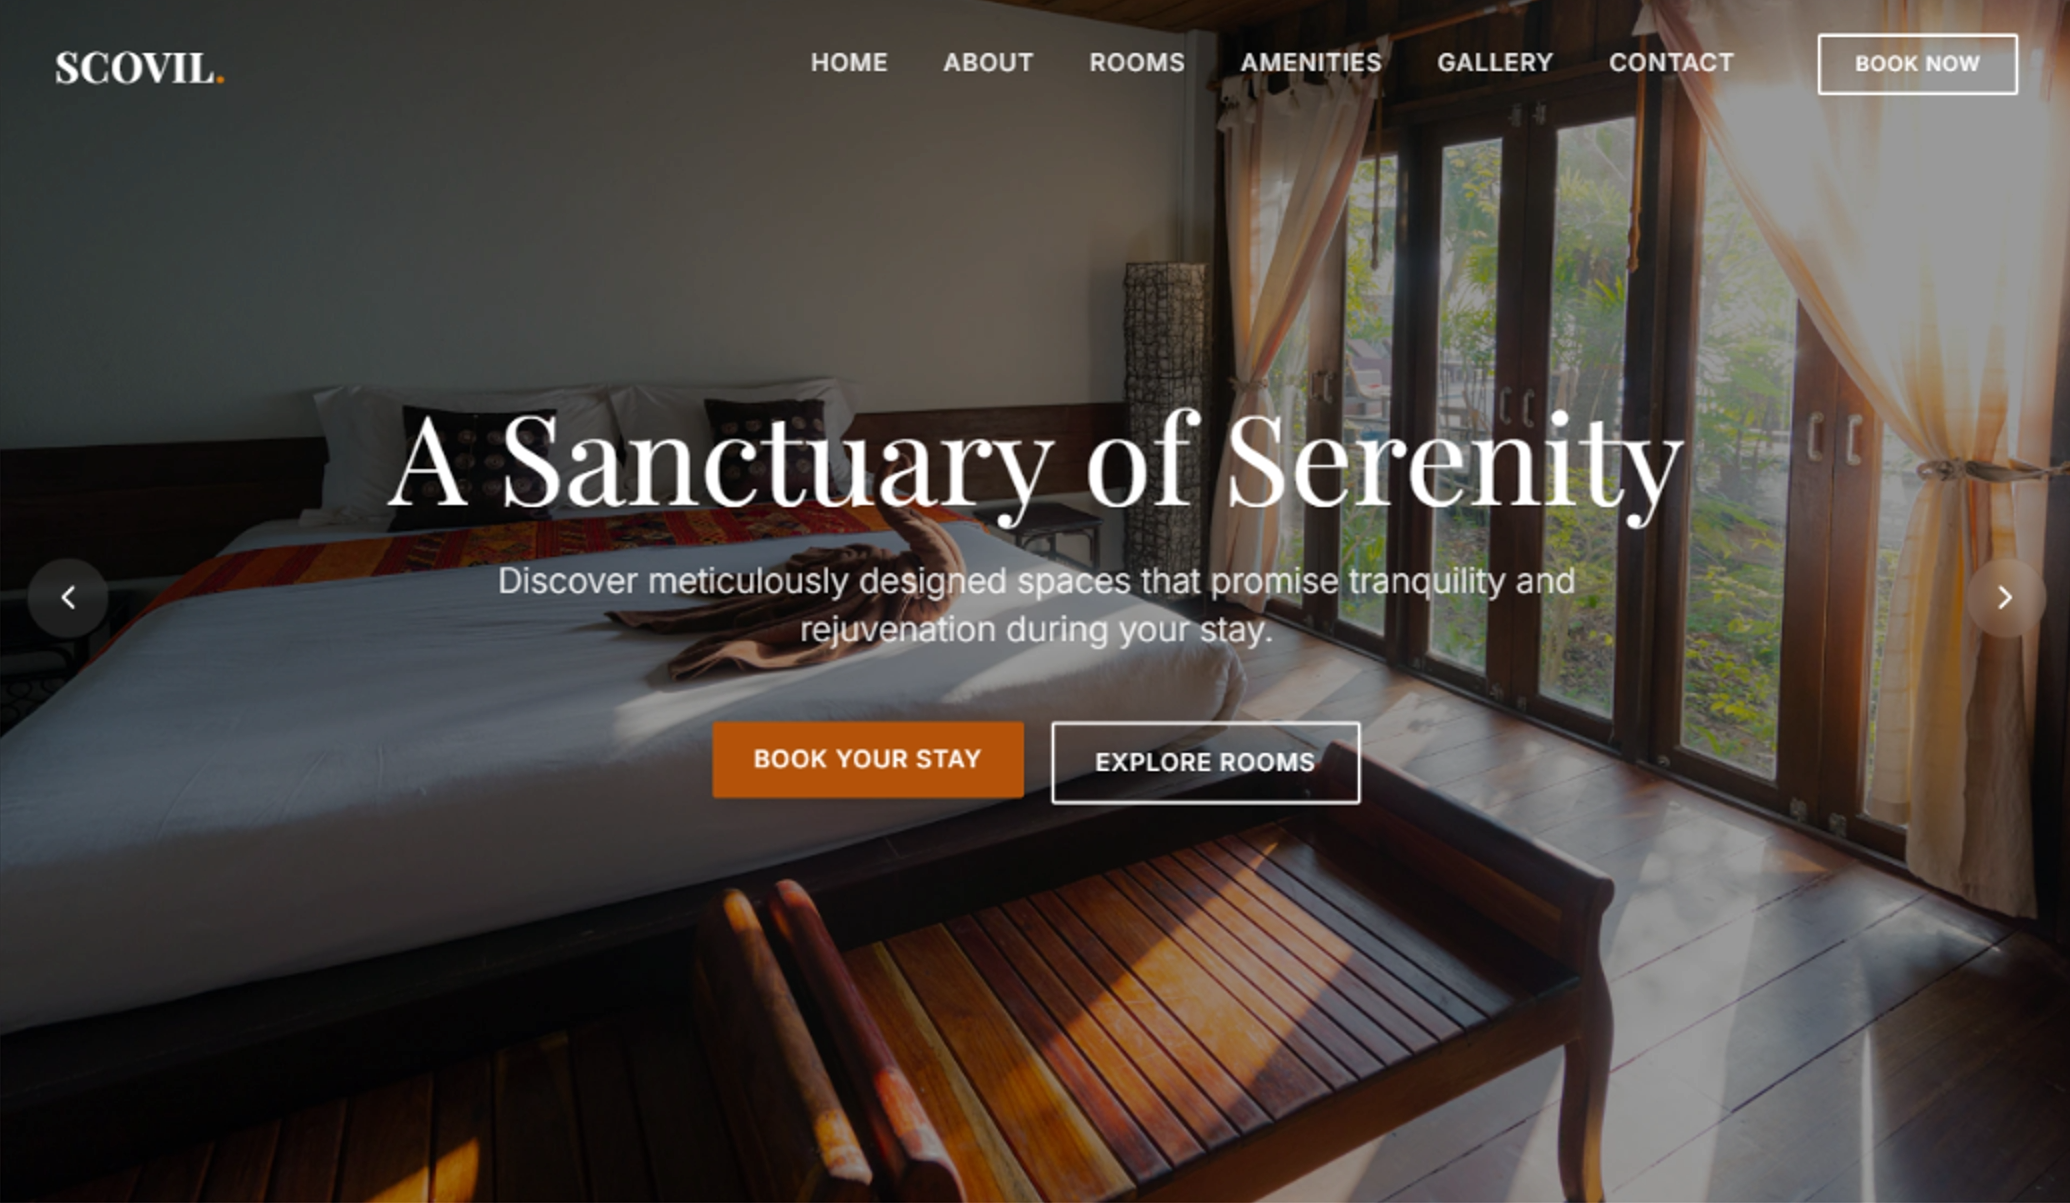 SCOVIL.
HOME ABOUT ROOMS AMENITIES GALLERY CONTACT BOOK NOW
A Sanctuary of Serenity
Discover meticulously designed spaces that promise tranquility and
rejuvenation during your stay.
BOOK YOUR STAY EXPLORE ROOMS